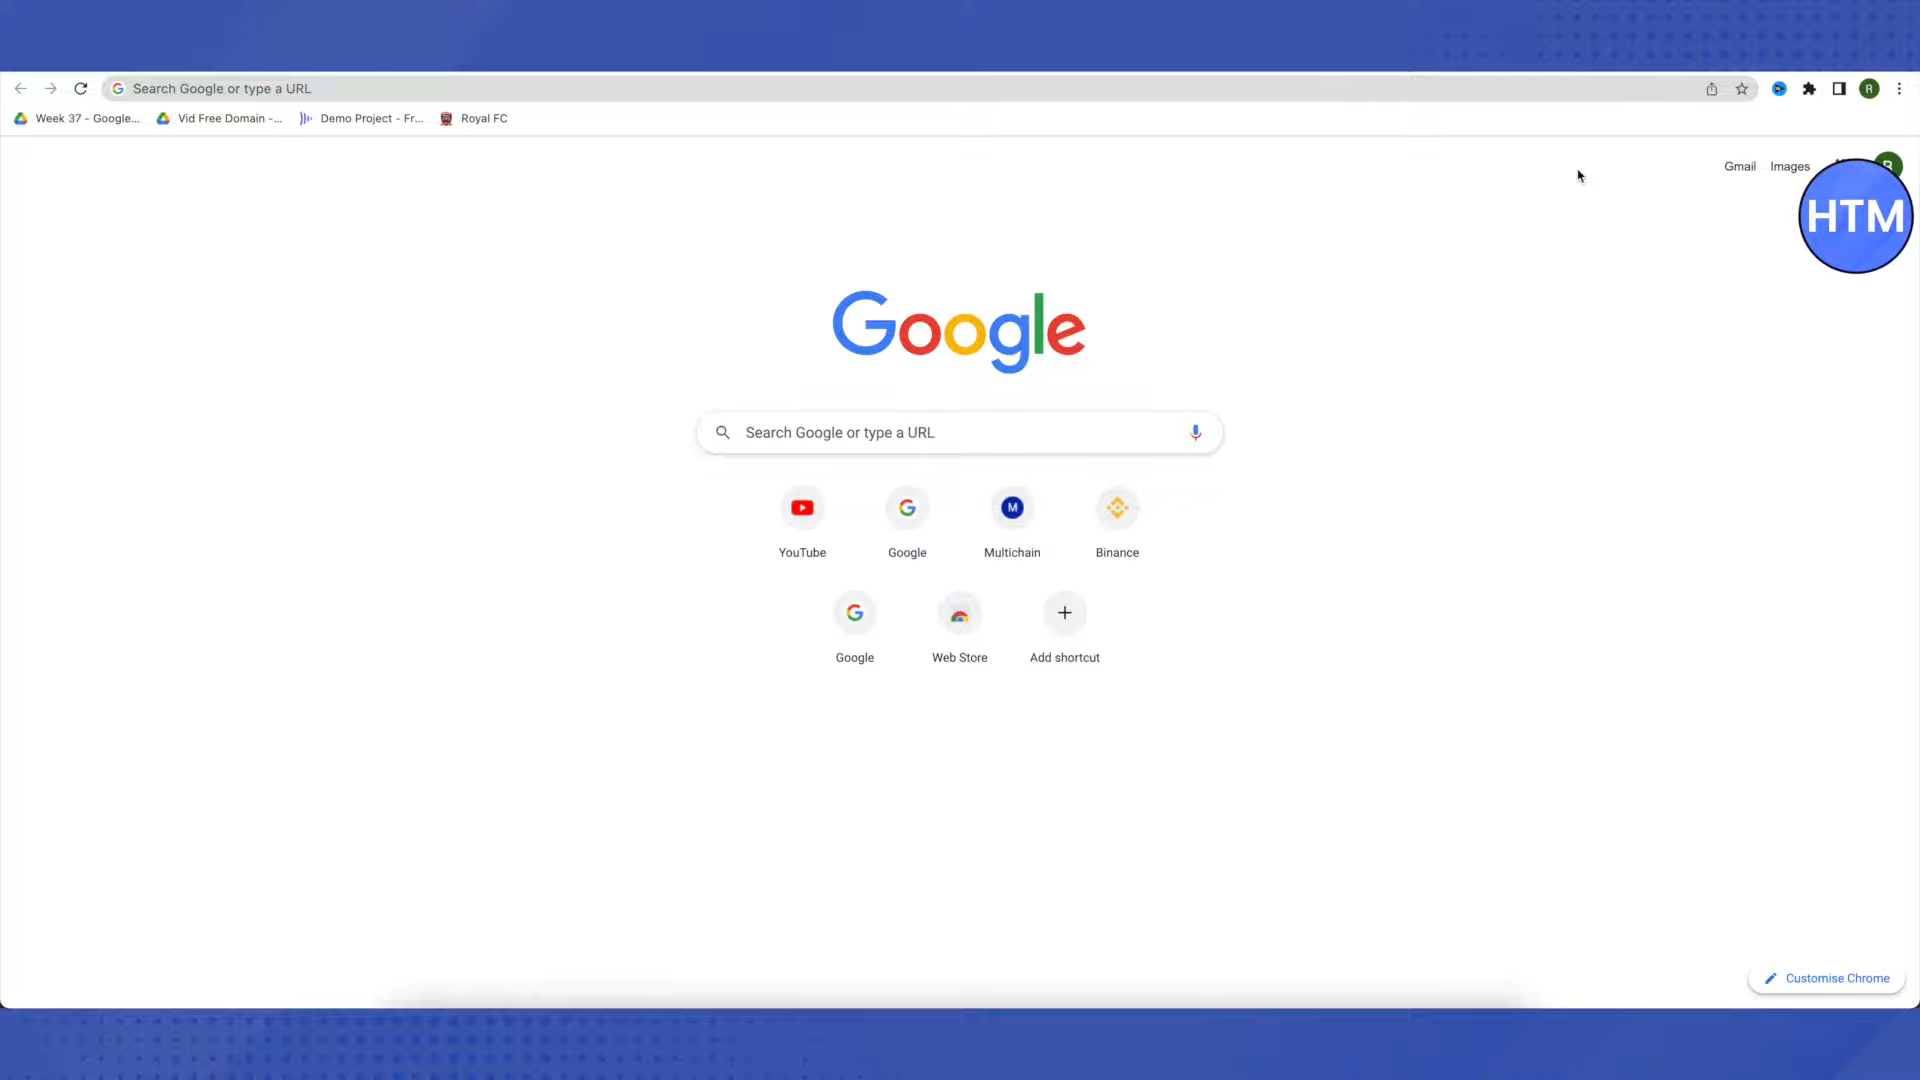 Search Google or type a URL
R
Week 37 - Google...
Vid Free Domain -...
Demo Project - Fr...
Royal FC
Gmail
Images
R
HTM
Google
Search Google or type a URL
M
YouTube
Google
Multichain
Binance
Google
Web Store
Add shortcut
Customise Chrome